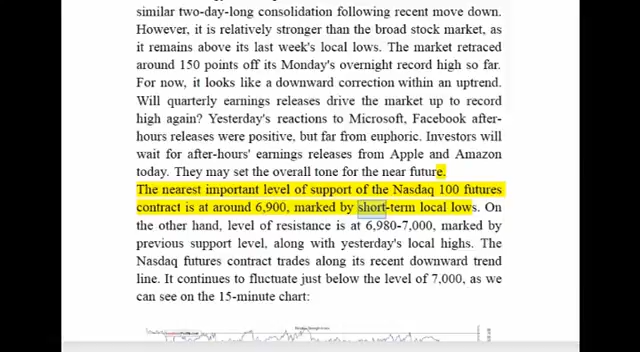 similar two-day-long consolidation following recent move down.
However, it is relatively stronger than the broad stock market, as
it remains above its last week's local lows. The market retraced
around 150 points off its Monday's overnight record high so far.
For now, it looks like a downward correction within an uptrend.
Will quarterly earnings releases drive the market up to record
high again? Yesterday's reactions to Microsoft, Facebook after-
hours releases were positive, but far from euphoric. Investors will
wait for after-hours' earnings releases from Apple and Amazon
today. They may set the overall tone for the near future.
The nearest important level of support of the Nasdaq 100 futures
contract is at around 6,900, marked by short-term local lows. On
the other hand, level of resistance is at 6,980-7,000, marked by
previous support level, along with yesterday's local highs. The
Nasdaq futures contract trades along its recent downward trend
line. It continues to fluctuate just below the level of 7,000, as we
can see on the 15-minute chart: